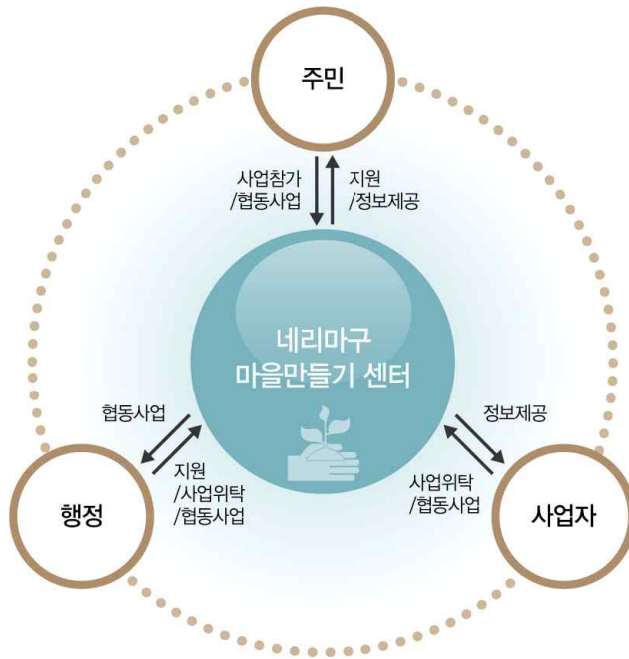 주민
사업참가
/협동사업
지원
/정보제공
네리마구
마을만들기 센터
협동사업
정보제공
지원
/사업위탁
/협동사업
사업위탁
/협동사업
행정
사업자